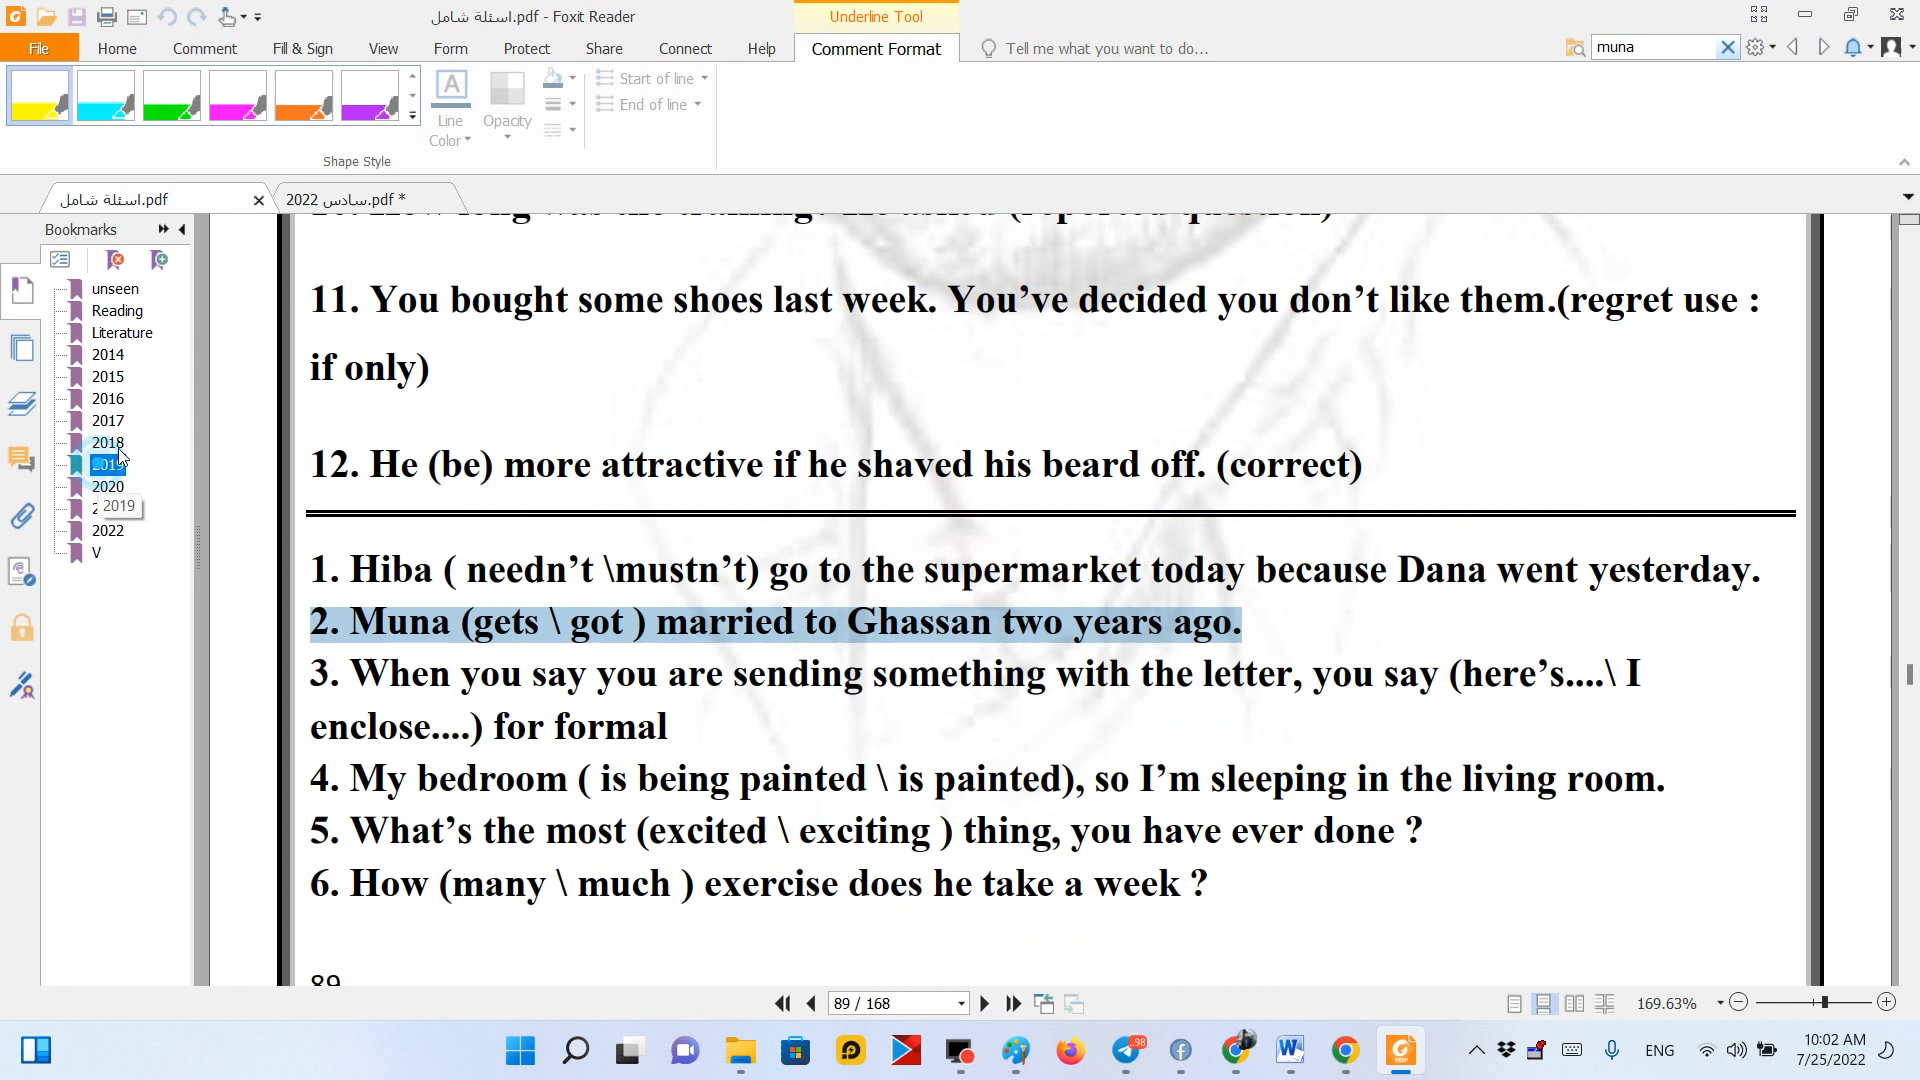 اسئلة شامل.pdf - Foxit Reader
Underline Tool
File
Home
Comment
Fill & Sign
View
Form
Protect
Share
Connect
Help
Comment Format
Tell me what you want to do...
muna
Line
Color
Opacity
Start of line
End of line
Shape Style
اسئلة شامل.pdf
سادس 2022.pdf *
Bookmarks
unseen
Reading
Literature
2014
2015
2016
2017
2018
2019
2020
2019
2022
V
11. You bought some shoes last week. You’ve decided you don’t like them.(regret use :
if only)
12. He (be) more attractive if he shaved his beard off. (correct)
1. Hiba ( needn’t \mustn’t) go to the supermarket today because Dana went yesterday.
2. Muna (gets \ got ) married to Ghassan two years ago.
3. When you say you are sending something with the letter, you say (here’s....\ I
enclose....) for formal
4. My bedroom ( is being painted \ is painted), so I’m sleeping in the living room.
5. What’s the most (excited \ exciting ) thing, you have ever done ?
6. How (many \ much ) exercise does he take a week ?
89
89 / 168
169.63%
98
ENG
10:02 AM
7/25/2022